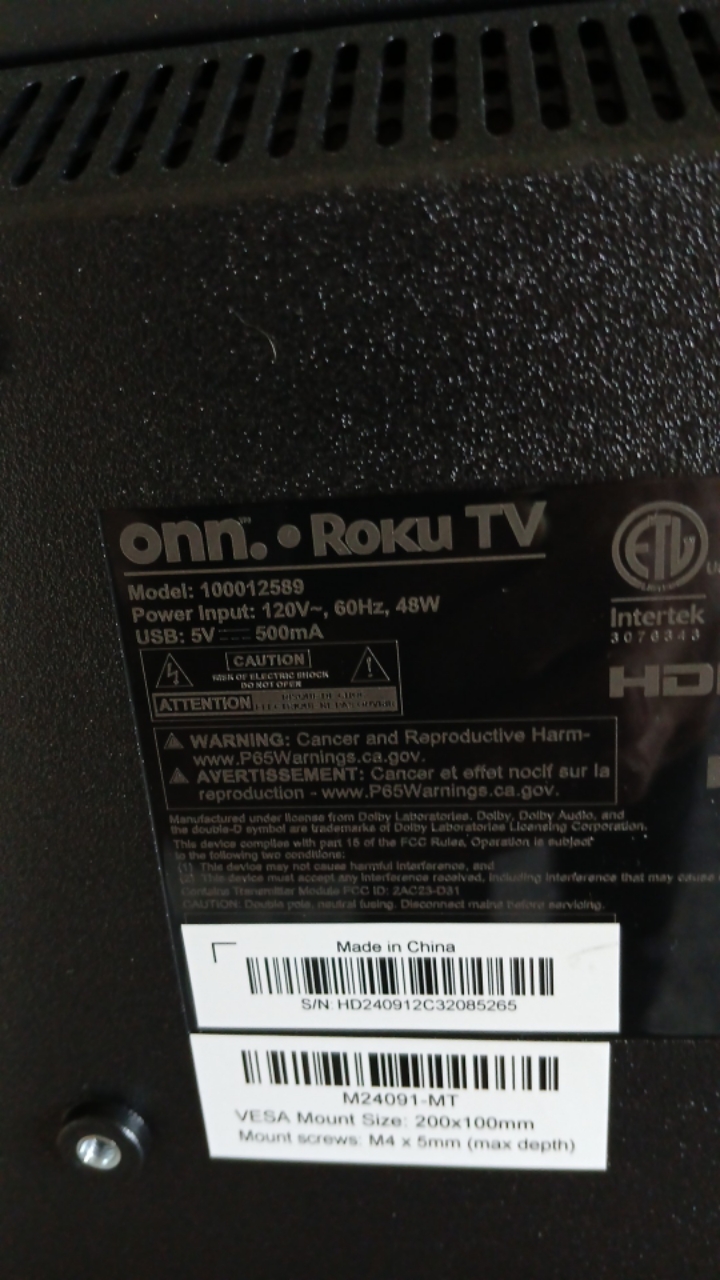 onn. • Roku TV
Model: 100012589
Power Input: 120V~, 60Hz, 48W
USB: 5V 500mA
CAUTION
RISK OF ELECTRIC SHOCK
DO NOT OPEN
ATTENTION
ETL
Intertek
3070343
WARNING: Cancer and Reproductive Harm-
www.P65Warnings.ca.gov.
AVERTISSEMENT: Cancer et effet nocif sur la
reproduction - www.P65Warnings.ca.gov.
Manufactured under license from Dolby Laboratories. Dolby, Dolby Audio, and
the double-D symbol are trademarks of Dolby Laboratories Licensing Corporation.
This device complies with part 15 of the FCC Rules, Operation is subject
to the following two conditions:
(1) This device may not cause harmful interference, and
(2) This device must accept any interference received, including interference that may cause
Contains Transmitter Module FCC ID: 2AC23-D31
CAUTION: Double pole, neutral fusing. Disconnect mains before servicing.
Made in China
S/N: HD240912C32085265
M24091-MT
VESA Mount Size: 200x100mm
Mount screws: M4 x 5mm (max depth)